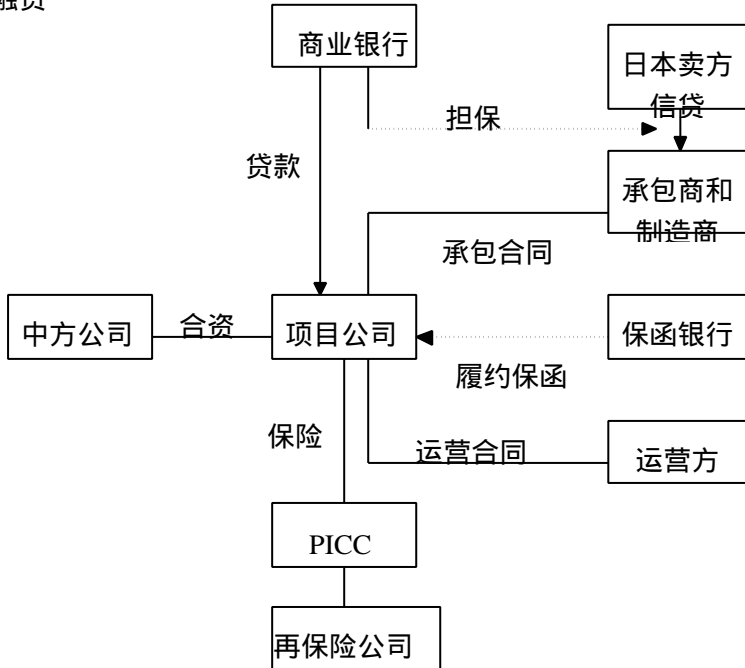 融资
商业银行
日本卖方
信贷
担保
贷款
承包商和
制造商
承包合同
中方公司
合资
项目公司
保函银行
履约保函
保险
运营合同
运营方
PICC
再保险公司